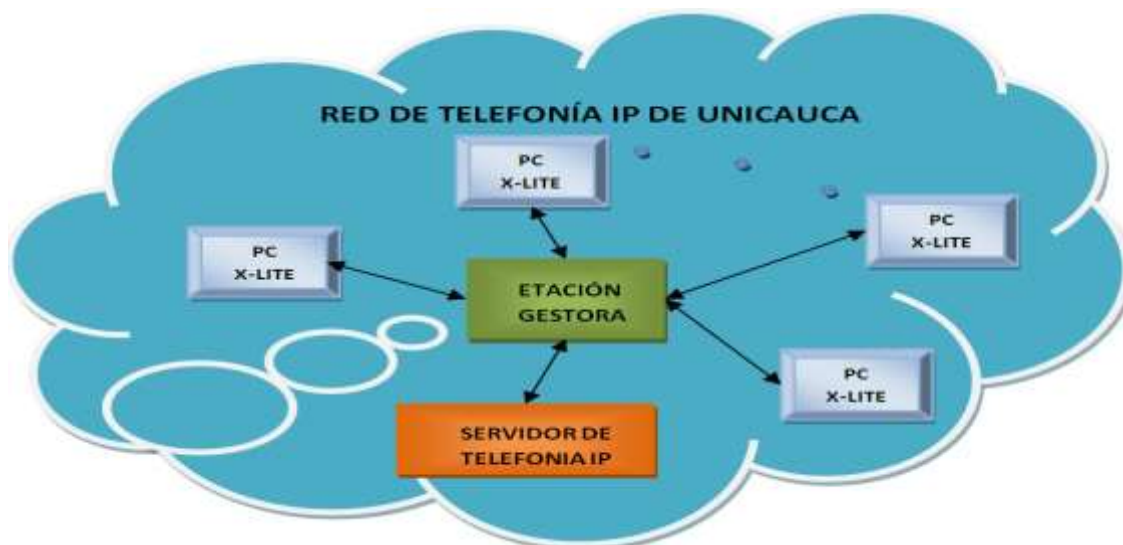 RED DE TELEFONÍA IP DE UNICAUCA
PC
X-LITE
PC
X-LITE
PC
X-LITE
ETACIÓN
GESTORA
PC
X-LITE
SERVIDOR DE
TELEFONIA IP